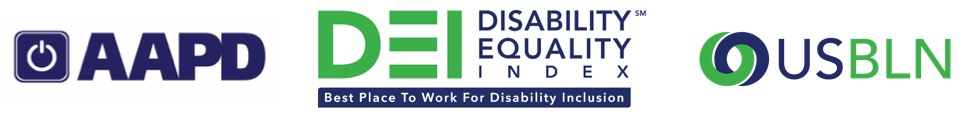 AAPD
DEI
DISABILITY℠
EQUALITY
INDEX
Best Place To Work For Disability Inclusion
USBLN